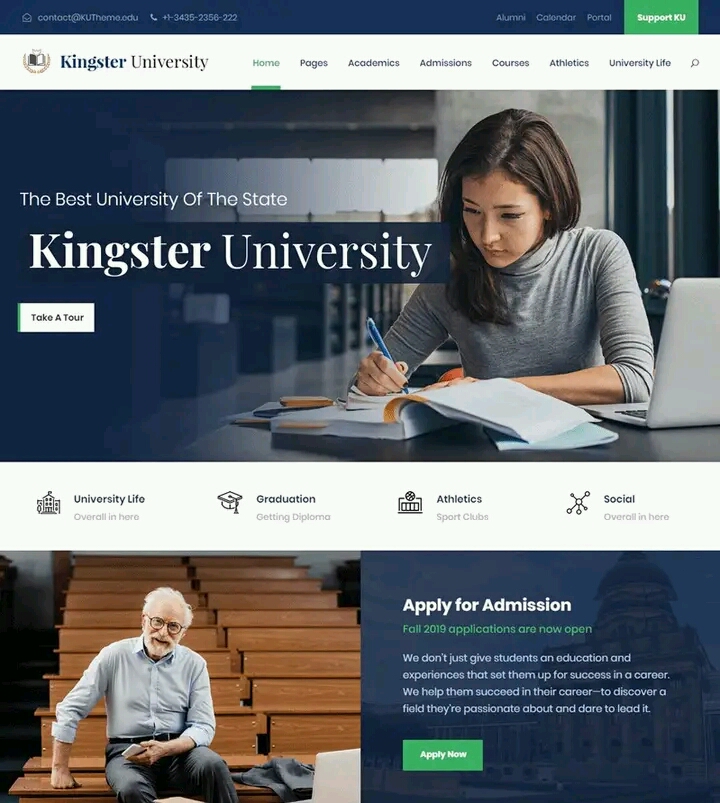 contact@KUTheme.edu +1-3435-2356-222 Alumni Calendar Portal Support KU
Kingster University Home Pages Academics Admissions Courses Athletics University Life
The Best University Of The State
Kingster University
Take A Tour
University Life Graduation Athletics Social
Overall in here Getting Diploma Sport Clubs Overall in here
Apply for Admission
Fall 2019 applications are now open
We don't just give students an education and
experiences that set them up for success in a career.
We help them succeed in their career—to discover a
field they're passionate about and dare to lead it.
Apply Now